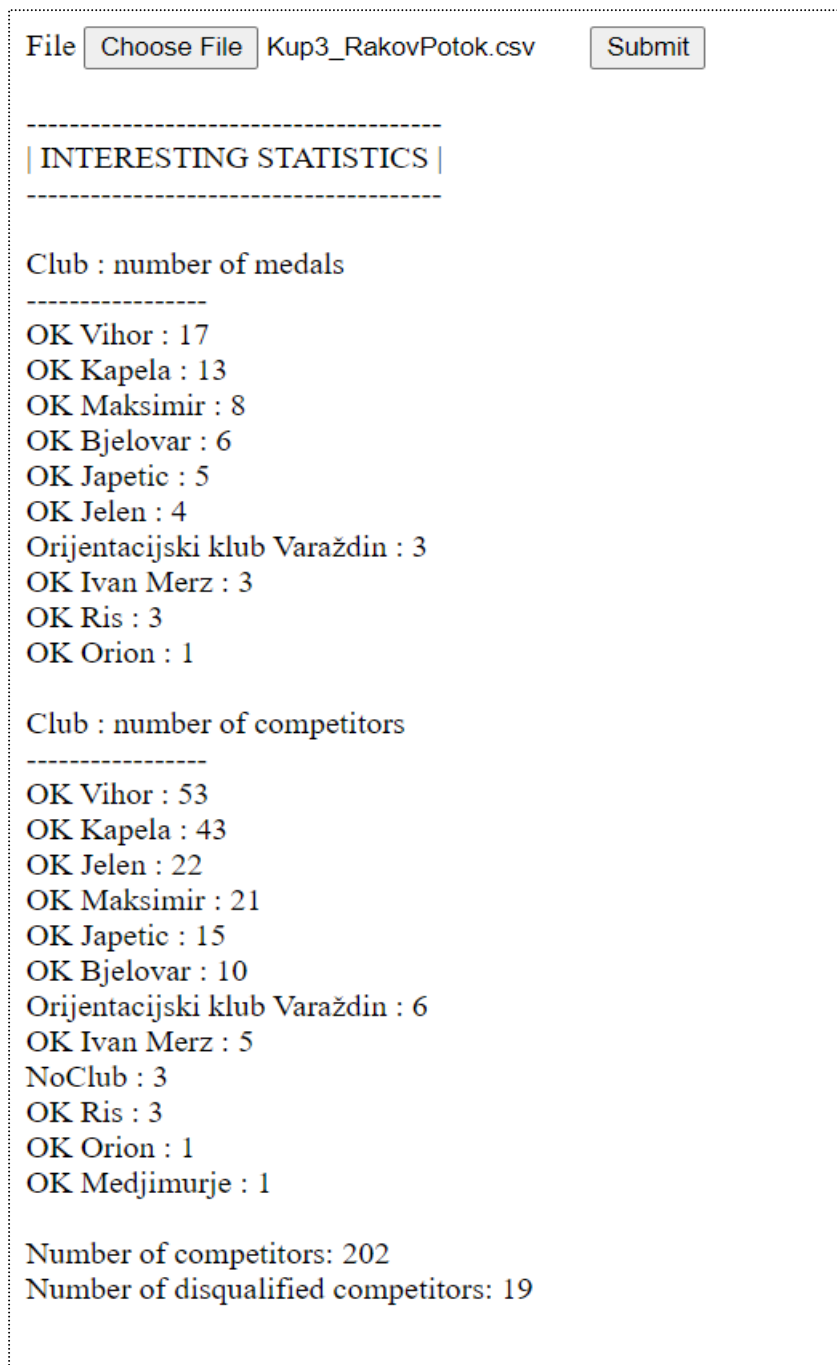 File Choose File Kup3_RakovPotok.csv Submit
---------------------------------------
| INTERESTING STATISTICS |
---------------------------------------
Club : number of medals
-----------------
OK Vihor : 17
OK Kapela : 13
OK Maksimir : 8
OK Bjelovar : 6
OK Japetic : 5
OK Jelen : 4
Orijentacijski klub Varaždin : 3
OK Ivan Merz : 3
OK Ris : 3
OK Orion : 1
Club : number of competitors
-----------------
OK Vihor : 53
OK Kapela : 43
OK Jelen : 22
OK Maksimir : 21
OK Japetic : 15
OK Bjelovar : 10
Orijentacijski klub Varaždin : 6
OK Ivan Merz : 5
NoClub : 3
OK Ris : 3
OK Orion : 1
OK Medjimurje : 1
Number of competitors: 202
Number of disqualified competitors: 19